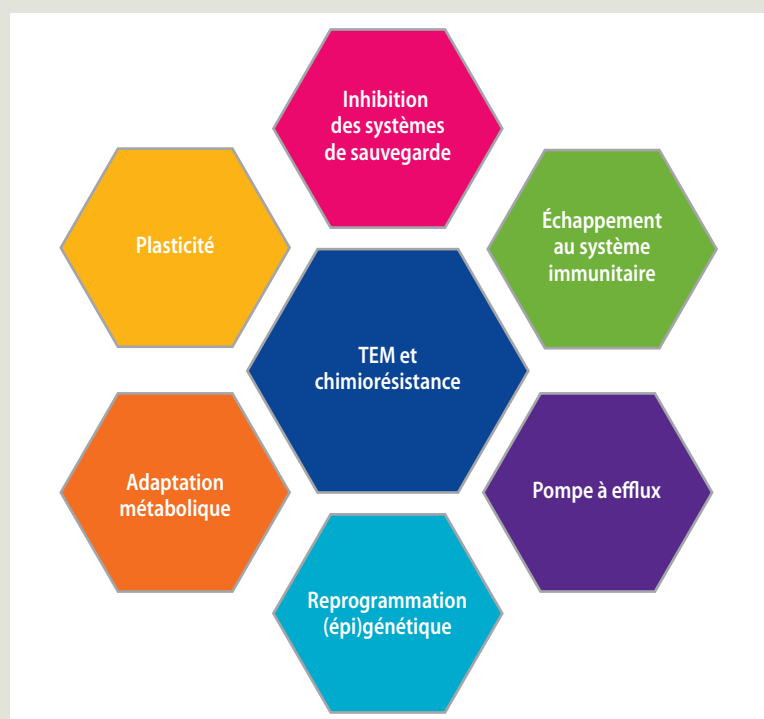 Inhibition
des systèmes
de sauvegarde
Échappement
au système
immunitaire
Plasticité
TEM et
chimiorésistance
Adaptation
métabolique
Pompe à efflux
Reprogrammation
(épi)génétique